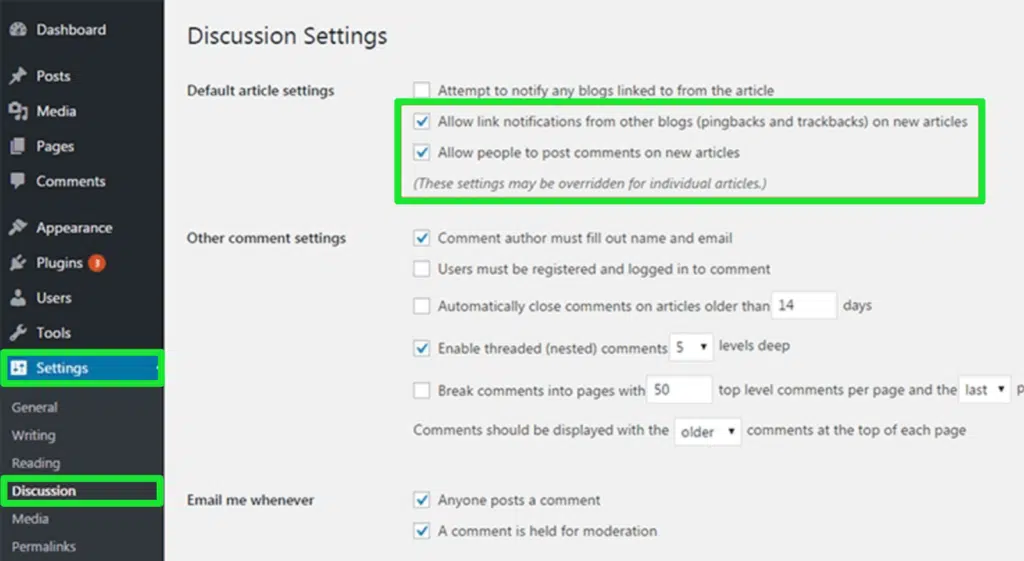 Dashboard
Posts
Media
Pages
Comments
Appearance
Plugins 3
Users
Tools
Settings
General
Writing
Reading
Discussion
Media
Permalinks
Discussion Settings
Default article settings
Attempt to notify any blogs linked to from the article
Allow link notifications from other blogs (pingbacks and trackbacks) on new articles
Allow people to post comments on new articles
(These settings may be overridden for individual articles.)
Other comment settings
Comment author must fill out name and email
Users must be registered and logged in to comment
Automatically close comments on articles older than 14 days
Enable threaded (nested) comments 5 levels deep
Break comments into pages with 50 top level comments per page and the last p
Comments should be displayed with the older comments at the top of each page
Email me whenever
Anyone posts a comment
A comment is held for moderation